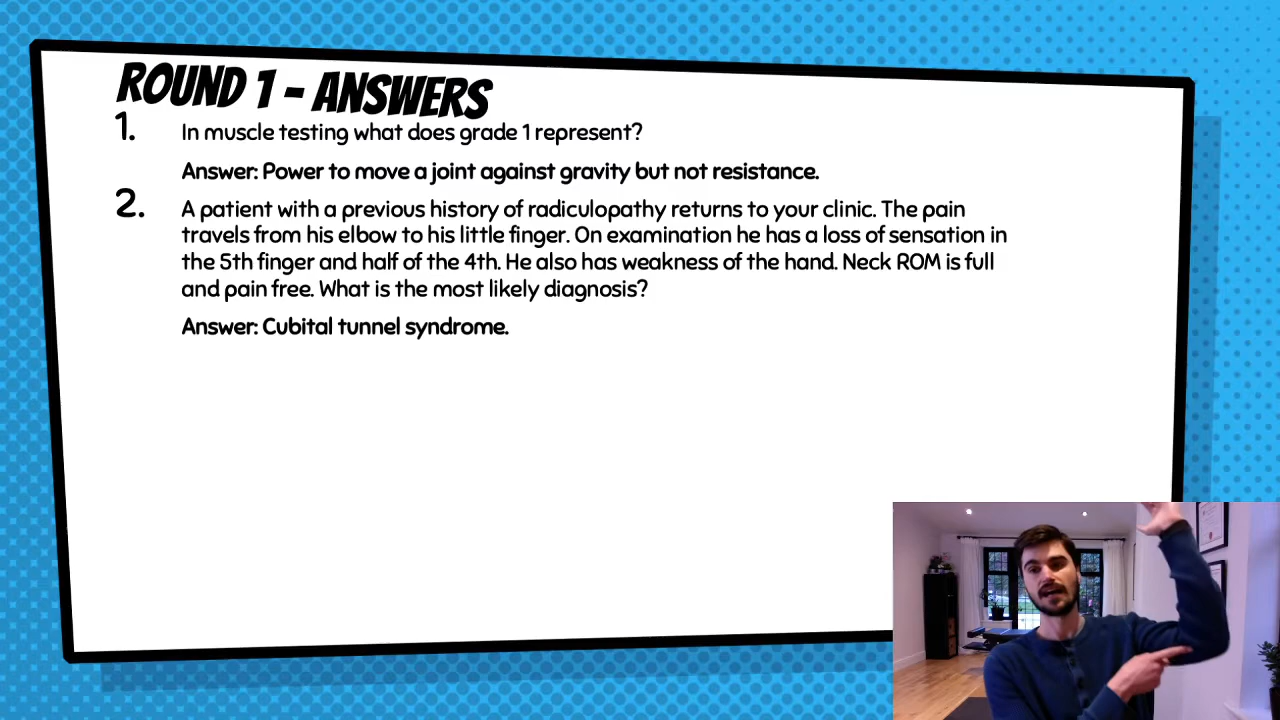 ROUND 1 - ANSWERS
1. In muscle testing what does grade 1 represent?
Answer: Power to move a joint against gravity but not resistance.
2. A patient with a previous history of radiculopathy returns to your clinic. The pain
travels from his elbow to his little finger. On examination he has a loss of sensation in
the 5th finger and half of the 4th. He also has weakness of the hand. Neck ROM is full
and pain free. What is the most likely diagnosis?
Answer: Cubital tunnel syndrome.